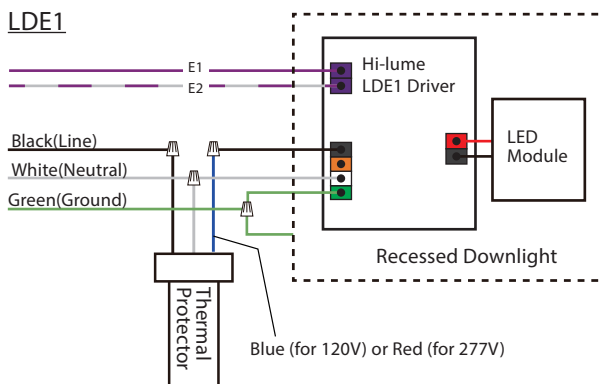 LDE1
E1
E2
Hi-lume
LDE1 Driver
LED
Module
Black(Line)
White(Neutral)
Green(Ground)
Recessed Downlight
Thermal
Protector
Blue (for 120V) or Red (for 277V)